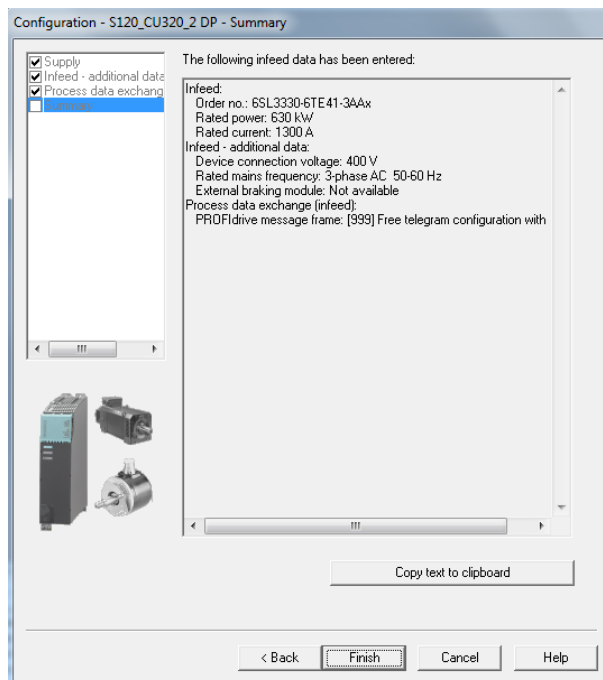 Configuration - S120_CU320_2 DP - Summary
Supply
Infeed - additional data
Process data exchang
Summary
The following infeed data has been entered:
Infeed:
Order no.: 6SL3330-6TE41-3AAx
Rated power: 630 kW
Rated current: 1300 A
Infeed - additional data:
Device connection voltage: 400 V
Rated mains frequency: 3-phase AC 50-60 Hz
External braking module: Not available
Process data exchange (infeed):
PROFIdrive message frame: [999] Free telegram configuration with
Copy text to clipboard
< Back
Finish
Cancel
Help